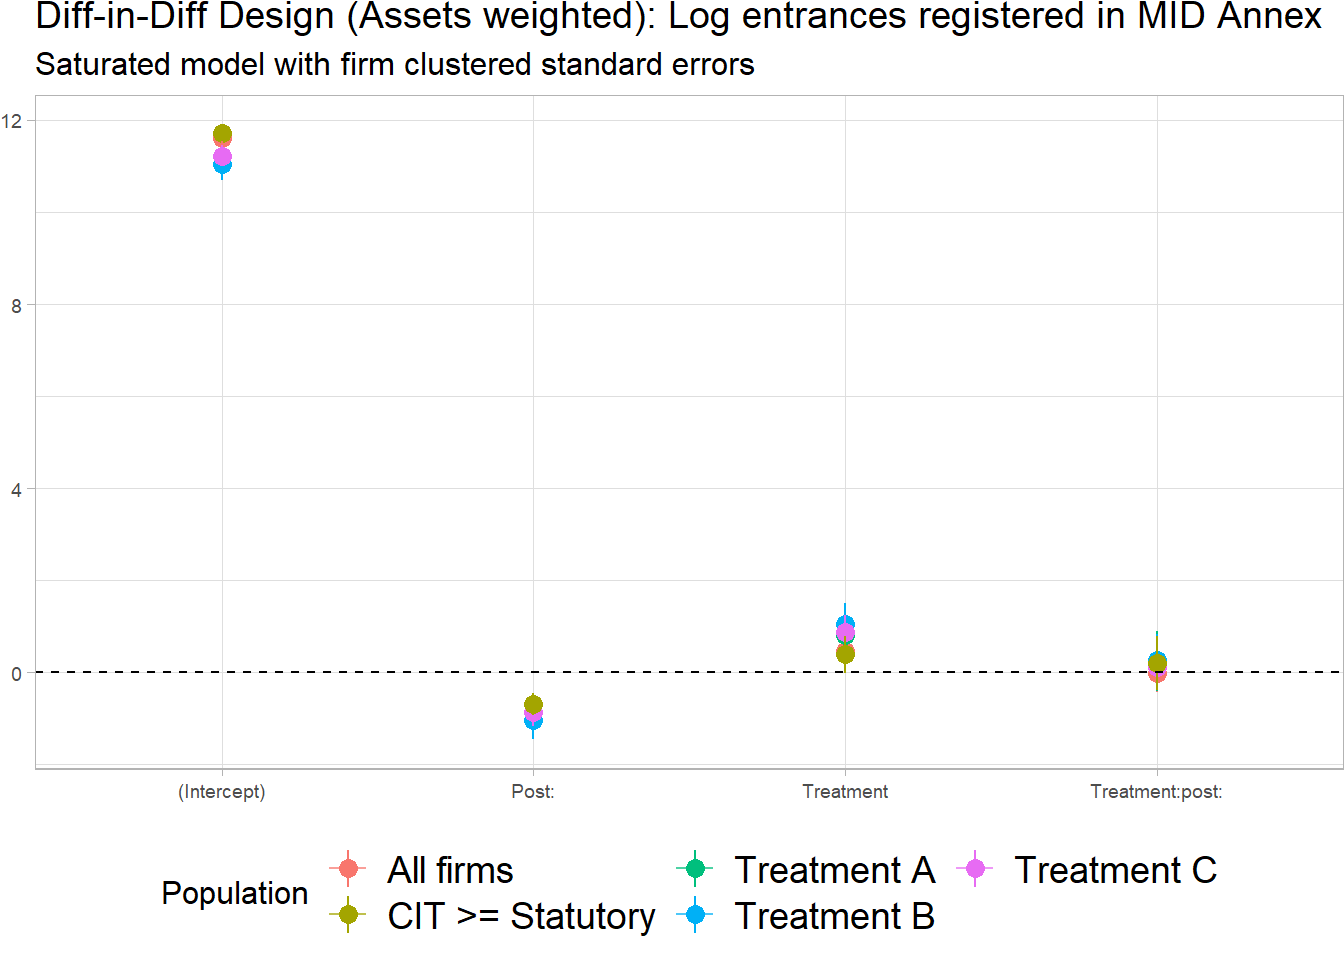 Diff-in-Diff Design (Assets weighted): Log entrances registered in MID Annex
Saturated model with firm clustered standard errors
12
8
4
0
(Intercept) Post: Treatment Treatment:post:
Population
All firms Treatment A Treatment C
CIT >= Statutory Treatment B